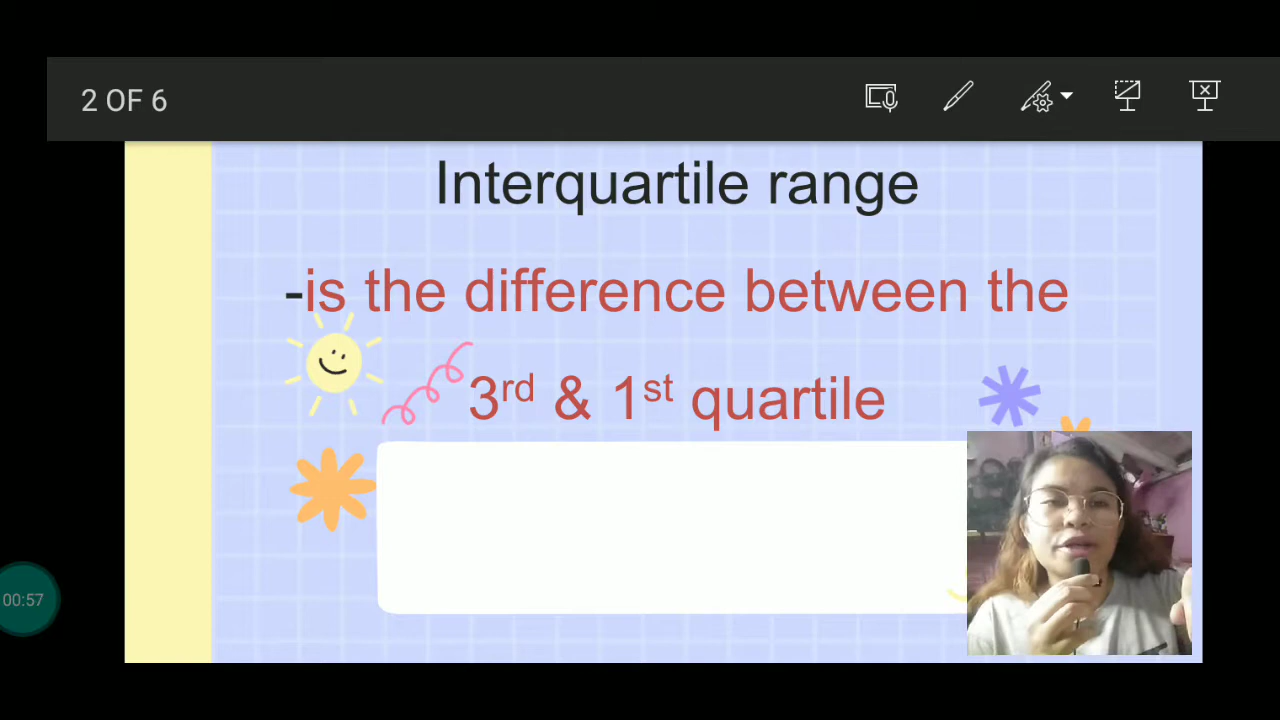 2 OF 6
Interquartile range
-is the difference between the
3rd & 1st quartile
00:57